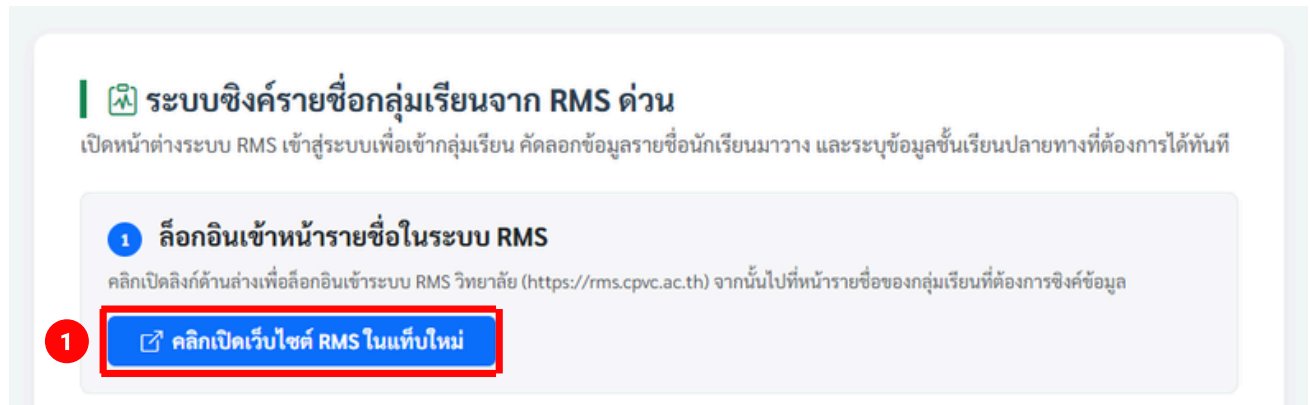 ระบบซิงค์รายชื่อกลุ่มเรียนจาก RMS ด่วน
เปิดหน้าต่างระบบ RMS เข้าสู่ระบบเพื่อเข้ากลุ่มเรียน คัดลอกข้อมูลรายชื่อนักเรียนมาวาง และระบุข้อมูลชั้นเรียนปลายทางที่ต้องการได้ทันที
1 ล็อกอินเข้าหน้ารายชื่อในระบบ RMS
คลิกเปิดลิงก์ด้านล่างเพื่อล็อกอินเข้าระบบ RMS วิทยาลัย (https://rms.cpvc.ac.th) จากนั้นไปที่หน้ารายชื่อของกลุ่มเรียนที่ต้องการซิงค์ข้อมูล
1 คลิกเปิดเว็บไซต์ RMS ในแท็บใหม่